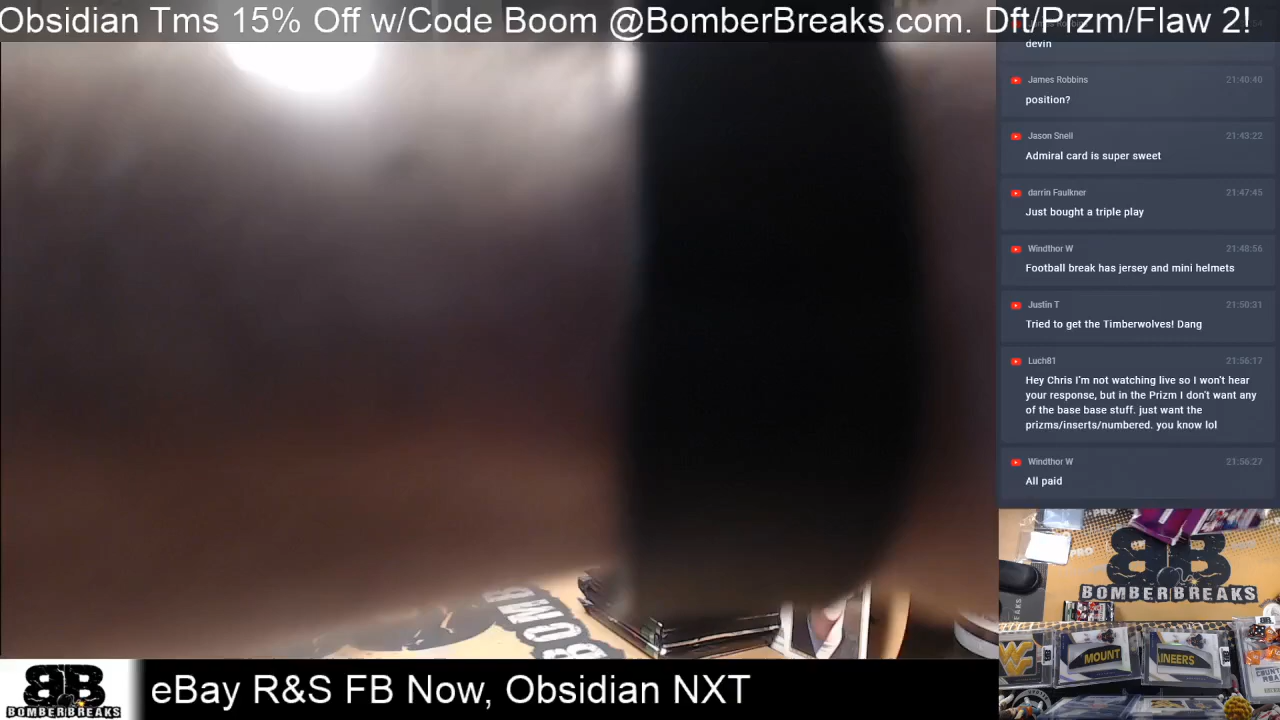 Obsidian Tms 15% Off w/Code Boom @BomberBreaks.com. Dft/Przm/Flaw 2!
devin
James Robbins 21:40:40
position?
Jason Snell 21:43:22
Admiral card is super sweet
darrin Faulkner 21:47:45
Just bought a triple play
Windthor W 21:48:56
Football break has jersey and mini helmets
Justin T 21:50:31
Tried to get the Timberwolves! Dang
Luch81 21:56:17
Hey Chris I'm not watching live so I won't hear
your response, but in the Prizm I don't want any
of the base base stuff. just want the
prizms/inserts/numbered. you know lol
Windthor W 21:56:27
All paid
BB
BOMBERBREAKS
MOUNT
AINEERS
BOMB
BB
BOMBERBREAKS
eBay R&S FB Now, Obsidian NXT